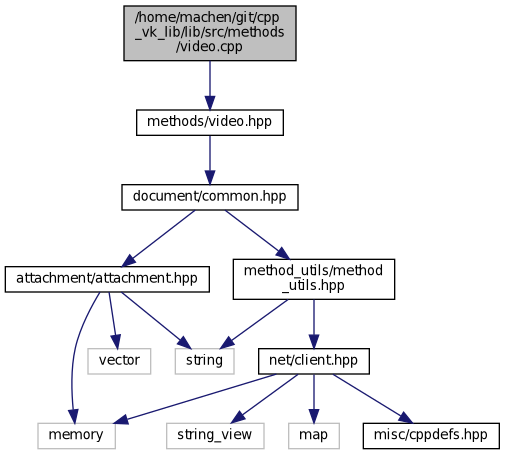 /home/machen/git/cpp
_vk_lib/lib/src/methods
/video.cpp
methods/video.hpp
document/common.hpp
attachment/attachment.hpp
method_utils/method
_utils.hpp
vector
string
net/client.hpp
memory
string_view
map
misc/cppdefs.hpp